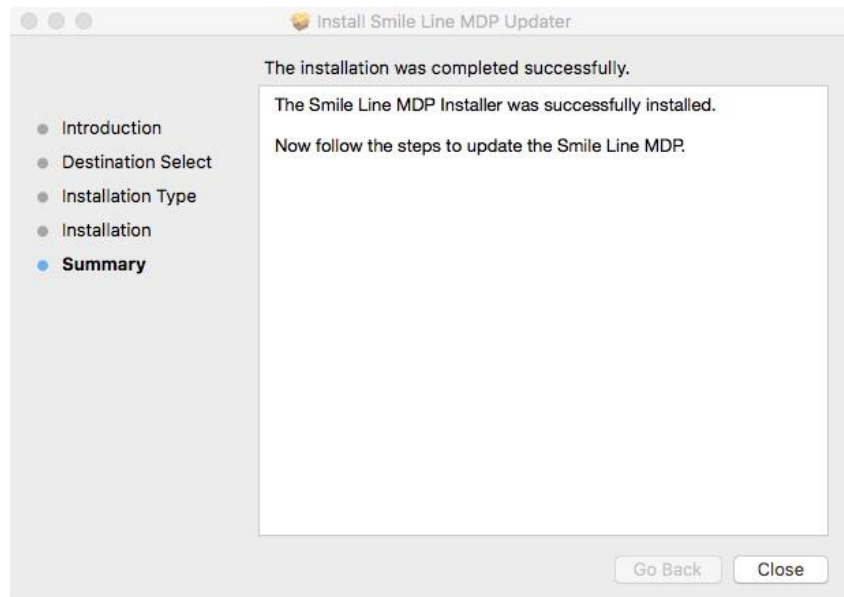 Install Smile Line MDP Updater
The installation was completed successfully.
Introduction
Destination Select
Installation Type
Installation
Summary
The Smile Line MDP Installer was successfully installed.
Now follow the steps to update the Smile Line MDP.
Go Back
Close